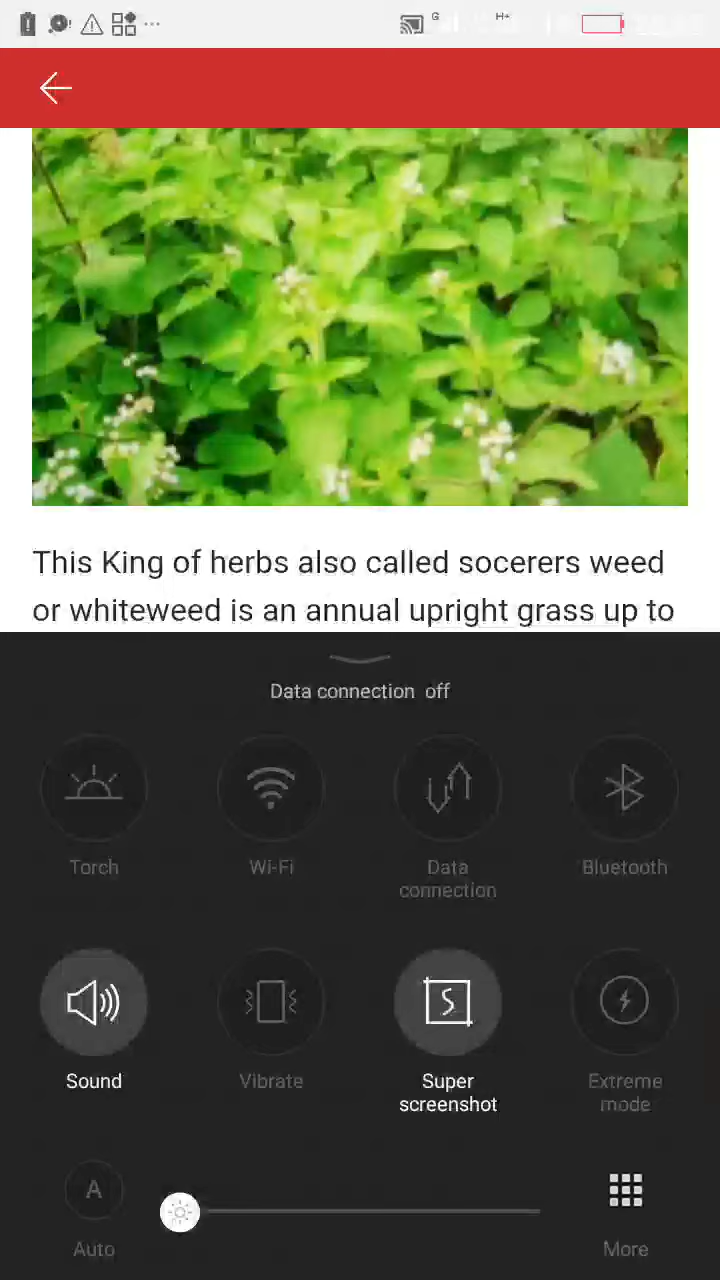 G
H+
This King of herbs also called socerers weed
or whiteweed is an annual upright grass up to
Data connection off
Torch
Wi-Fi
Data
connection
Bluetooth
Sound
Vibrate
Super
screenshot
Extreme
mode
A
Auto
More